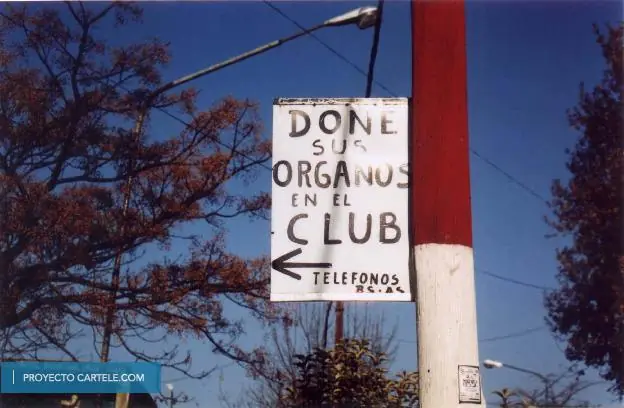 DONE
SUS
ORGANOS
EN EL
CLUB
TELEFONOS
BS.AS
PROYECTO CARTELE.COM